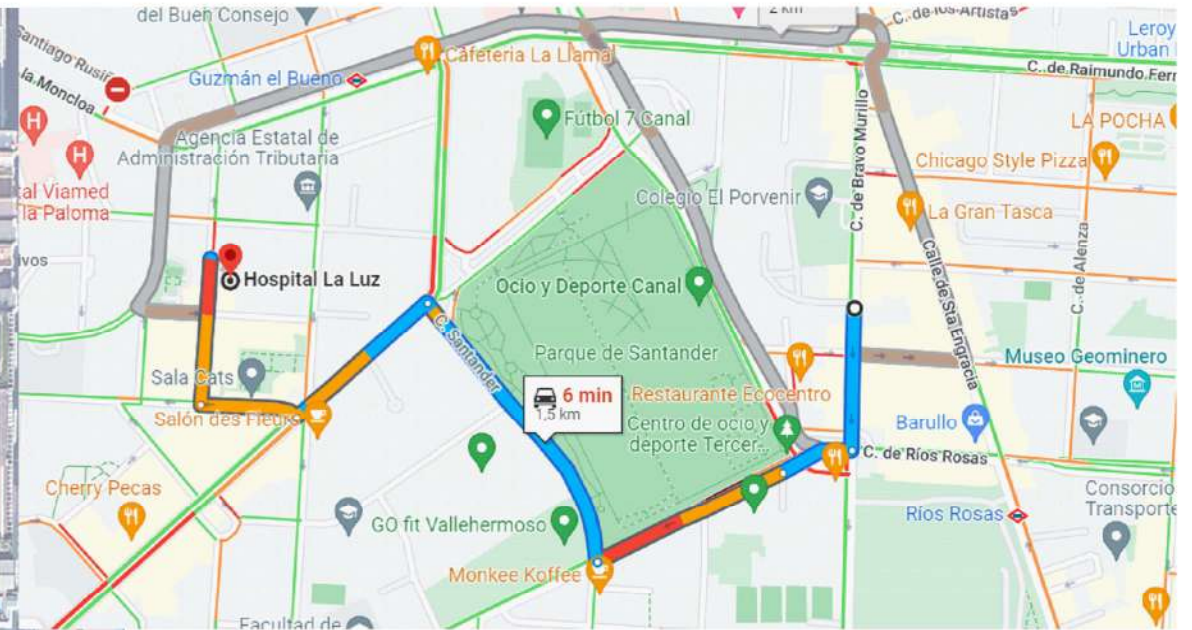 del Buen Consejo
2 km
C. de los Artistas
Leroy
Urban
Santiago Rusiñ
la Moncloa
Guzmán el Bueno
Cafetería La Llama
C. de Raimundo Fern
Agencia Estatal de
Administración Tributaria
Fútbol 7 Canal
LA POCHA
Chicago Style Pizza
tal Viamed
la Paloma
Colegio El Porvenir
C. de Bravo Murillo
La Gran Tasca
ivos
Hospital La Luz
Ocio y Deporte Canal
Calle de Sta Engracia
C. de Alenza
C. Santander
Parque de Santander
Museo Geominero
Sala Cats
6 min
1,5 km
Restaurante Ecocentro
Salón des Fleurs
Centro de ocio y
deporte Tercer...
Barullo
C. de Ríos Rosas
Cherry Pecas
Consorcio
Transporte
GO fit Vallehermoso
Ríos Rosas
Monkee Koffee
Facultad de